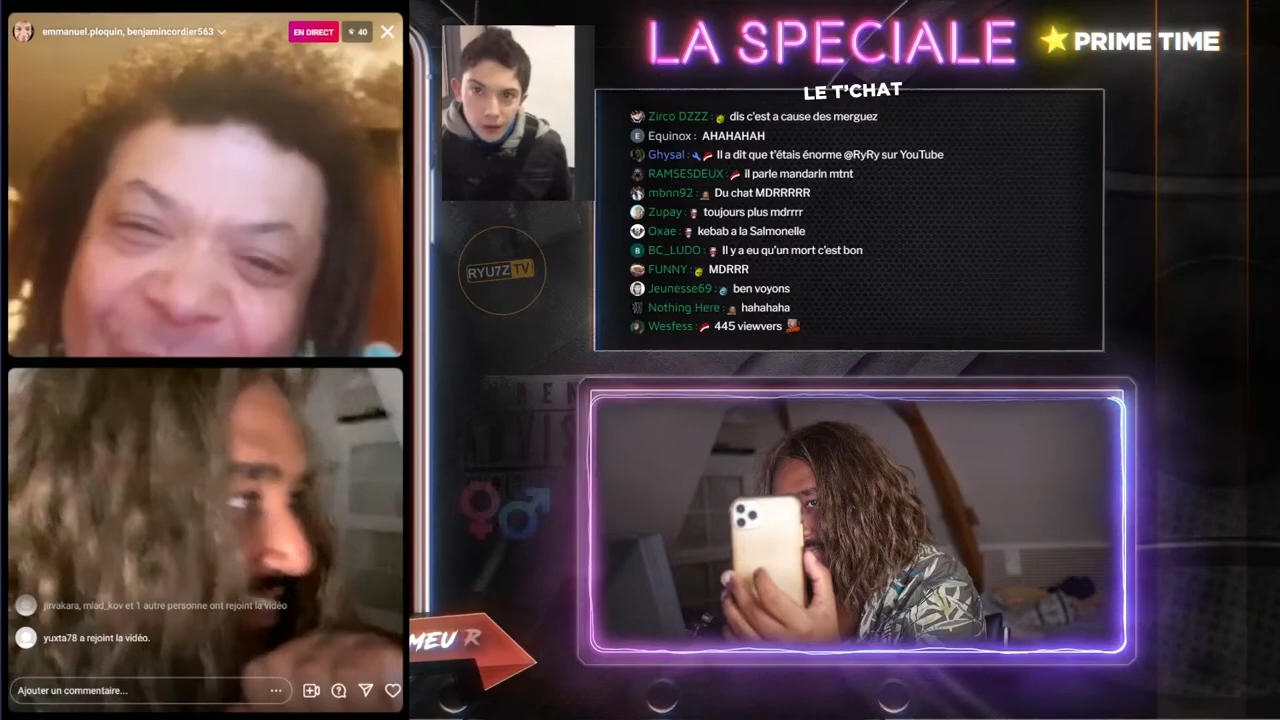 emmanuel.ploquin, benjamincordier563
EN DIRECT
40
jirvakara, mlad_kov et 1 autre personne ont rejoint la vidéo
yuxta78 a rejoint la vidéo.
Ajouter un commentaire...
LA SPECIALE
PRIME TIME
LE T'CHAT
Zirco DZZZ : dis c'est a cause des merguez
E Equinox : AHAHAHAH
Ghysal : Il a dit que t'étais énorme @RyRy sur YouTube
RAMSESDEUX : Il parle mandarin mtnt
mbnn92 : Du chat MDRRRRR
Zupay : toujours plus mdrrrr
Oxae : kebab a la Salmonelle
B BC_LUDO : Il y a eu qu'un mort c'est bon
FUNNY : MDRRR
Jeunesse69 : ben voyons
Nothing Here : hahahaha
Wesfess : 445 viewvers
RYU7Z TV
MEU R